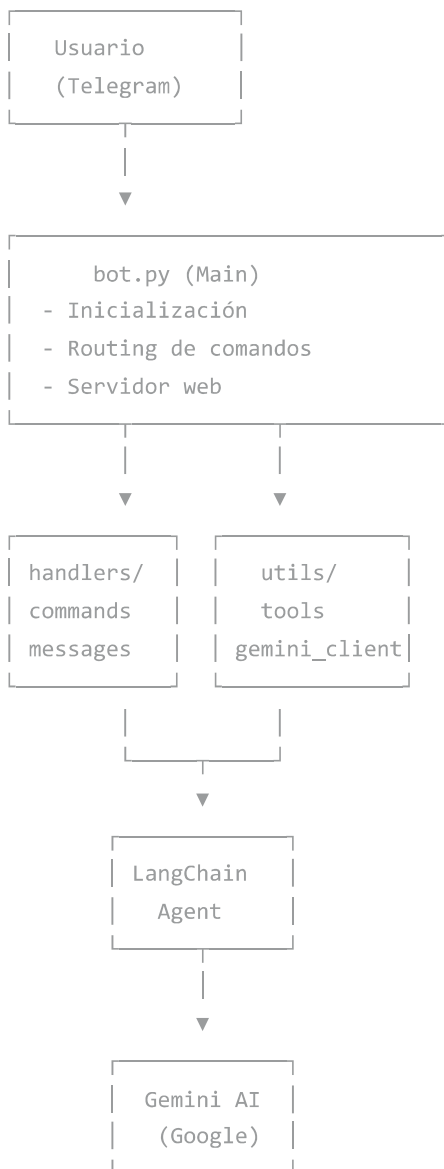 Usuario
(Telegram)
bot.py (Main)
- Inicialización
- Routing de comandos
- Servidor web
handlers/
commands
messages
utils/
tools
gemini_client
LangChain
Agent
Gemini AI
(Google)